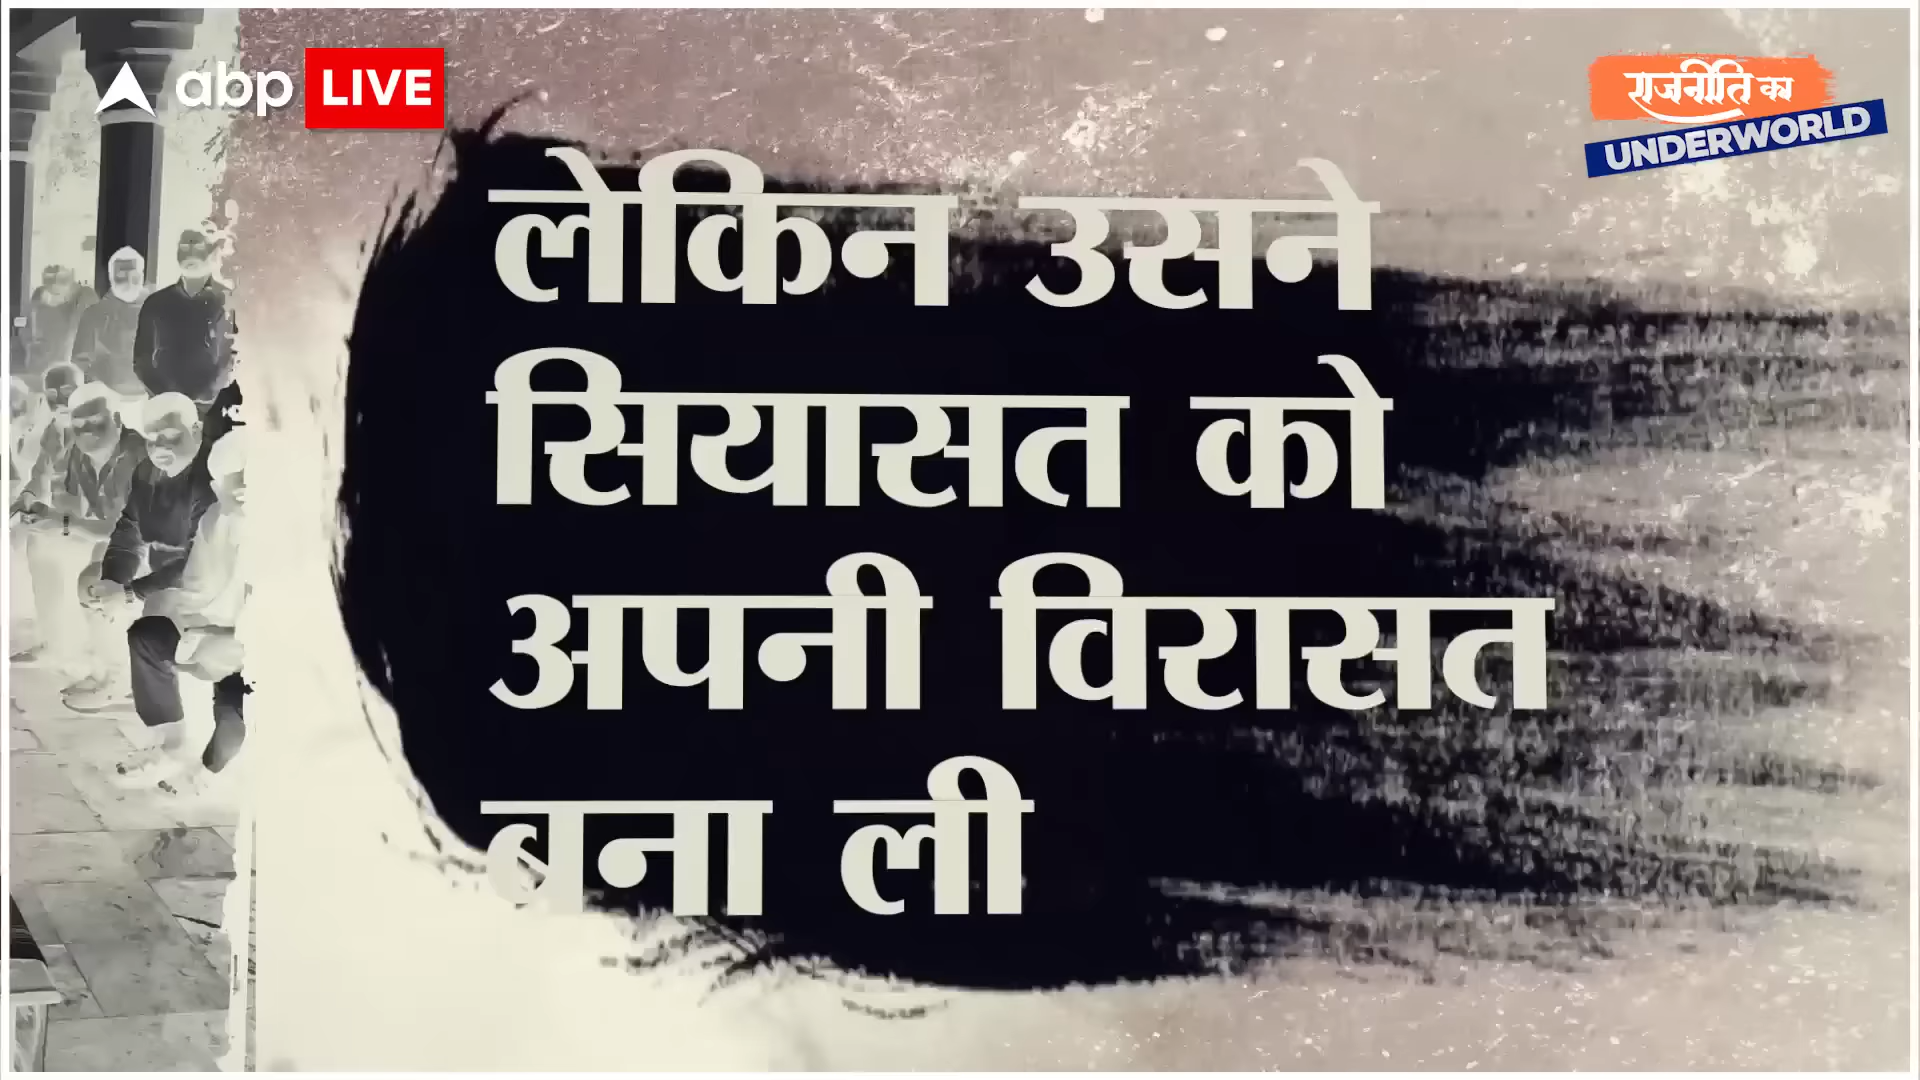 abp LIVE
राजनीति का
UNDERWORLD
लेकिन उसने
सियासत को
अपनी विरासत
बना ली